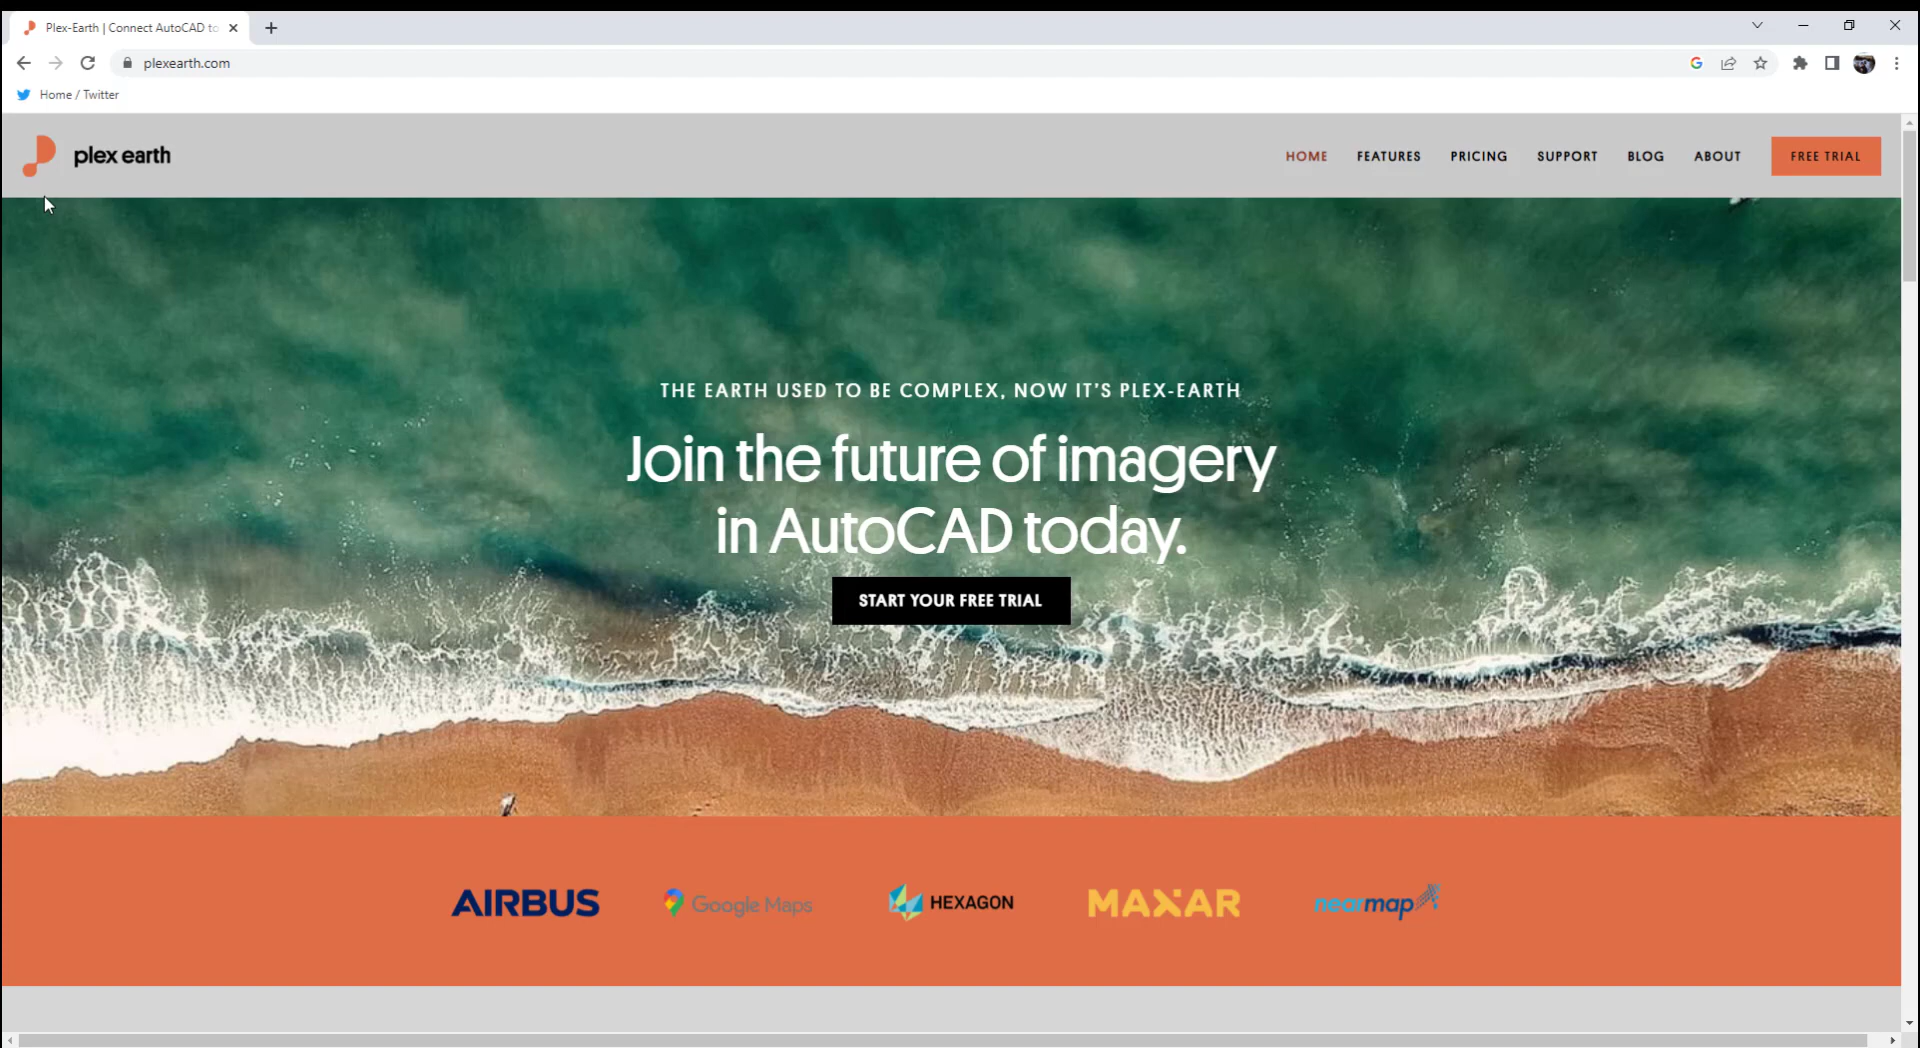 Plex-Earth | Connect AutoCAD to
plexearth.com
Home / Twitter
plex earth
HOME
FEATURES
PRICING
SUPPORT
BLOG
ABOUT
FREE TRIAL
THE EARTH USED TO BE COMPLEX, NOW IT'S PLEX-EARTH
Join the future of imagery
in AutoCAD today.
START YOUR FREE TRIAL
AIRBUS
Google Maps
HEXAGON
MAXAR
nearmap